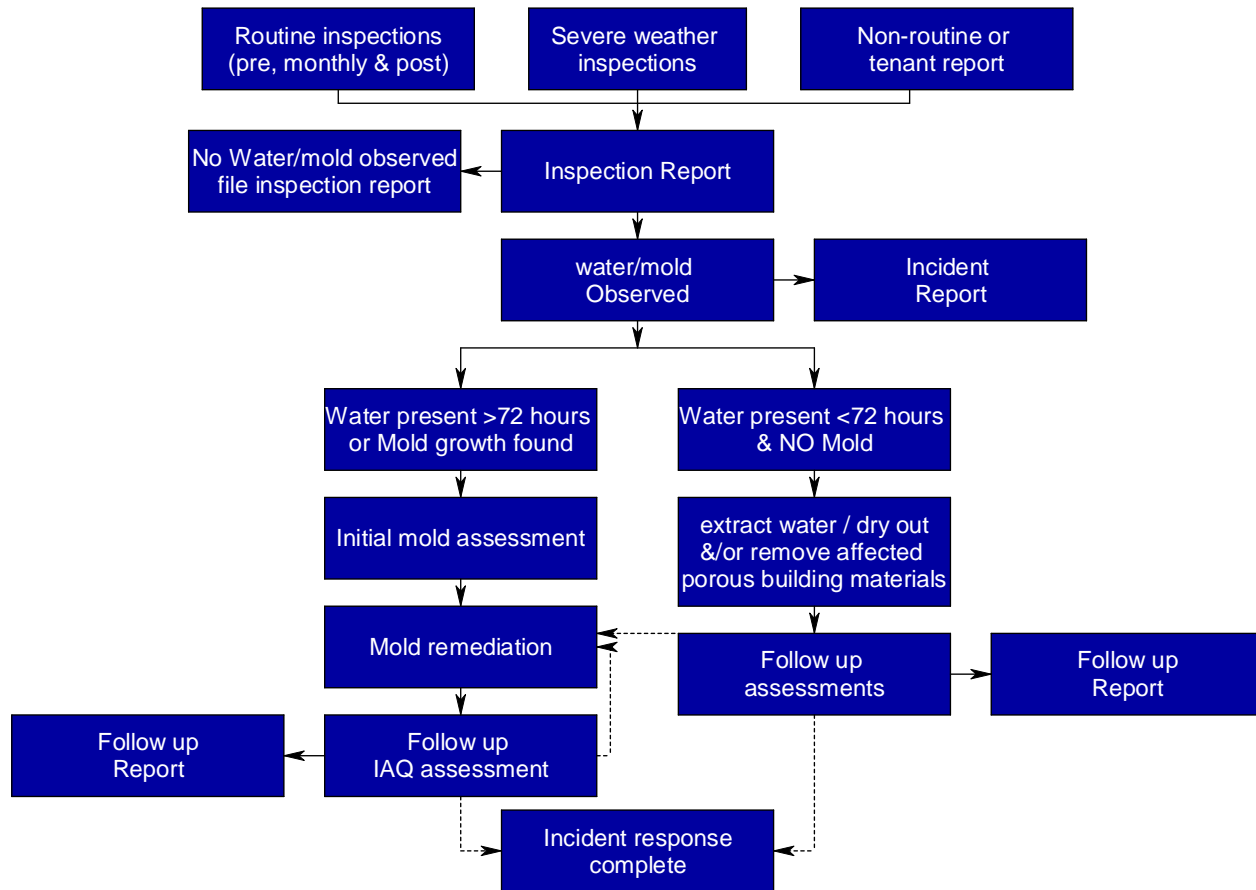 Routine inspections
(pre, monthly & post)
Severe weather
inspections
Non-routine or
tenant report
No Water/mold observed
file inspection report
Inspection Report
water/mold
Observed
Incident
Report
Water present >72 hours
or Mold growth found
Water present <72 hours
& NO Mold
Initial mold assessment
extract water / dry out
&/or remove affected
porous building materials
Mold remediation
Follow up
assessments
Follow up
Report
Follow up
Report
Follow up
IAQ assessment
Incident response
complete